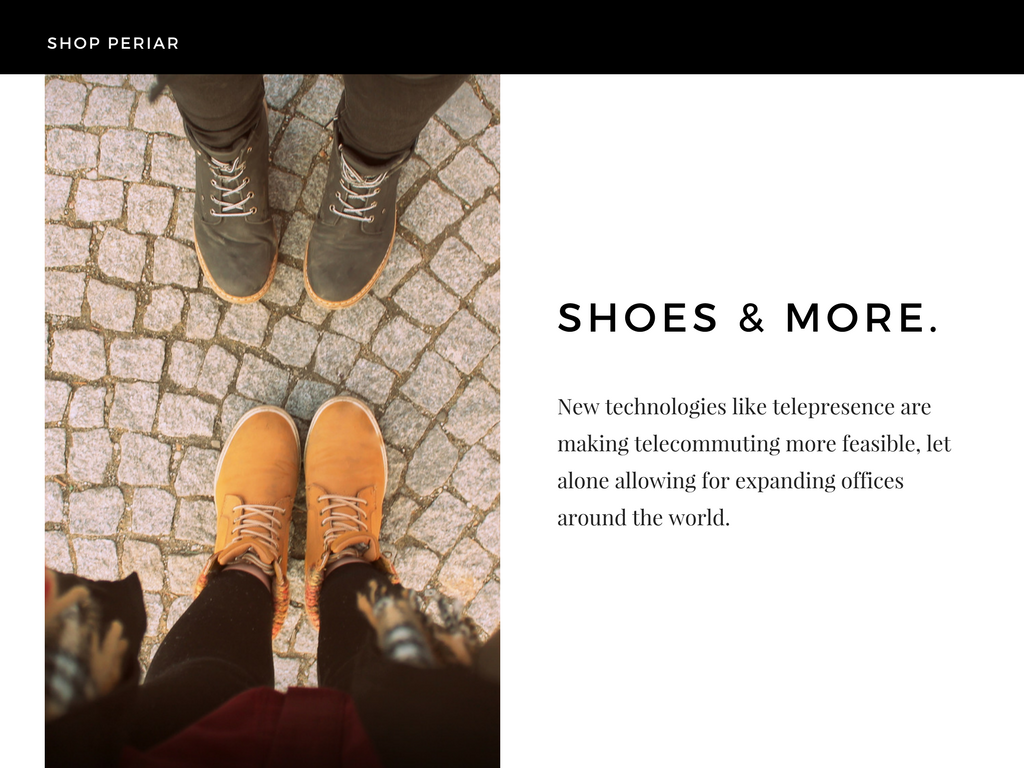 SHOP PERIAR
SHOES & MORE.
New technologies like telepresence are
making telecommuting more feasible, let
alone allowing for expanding offices
around the world.